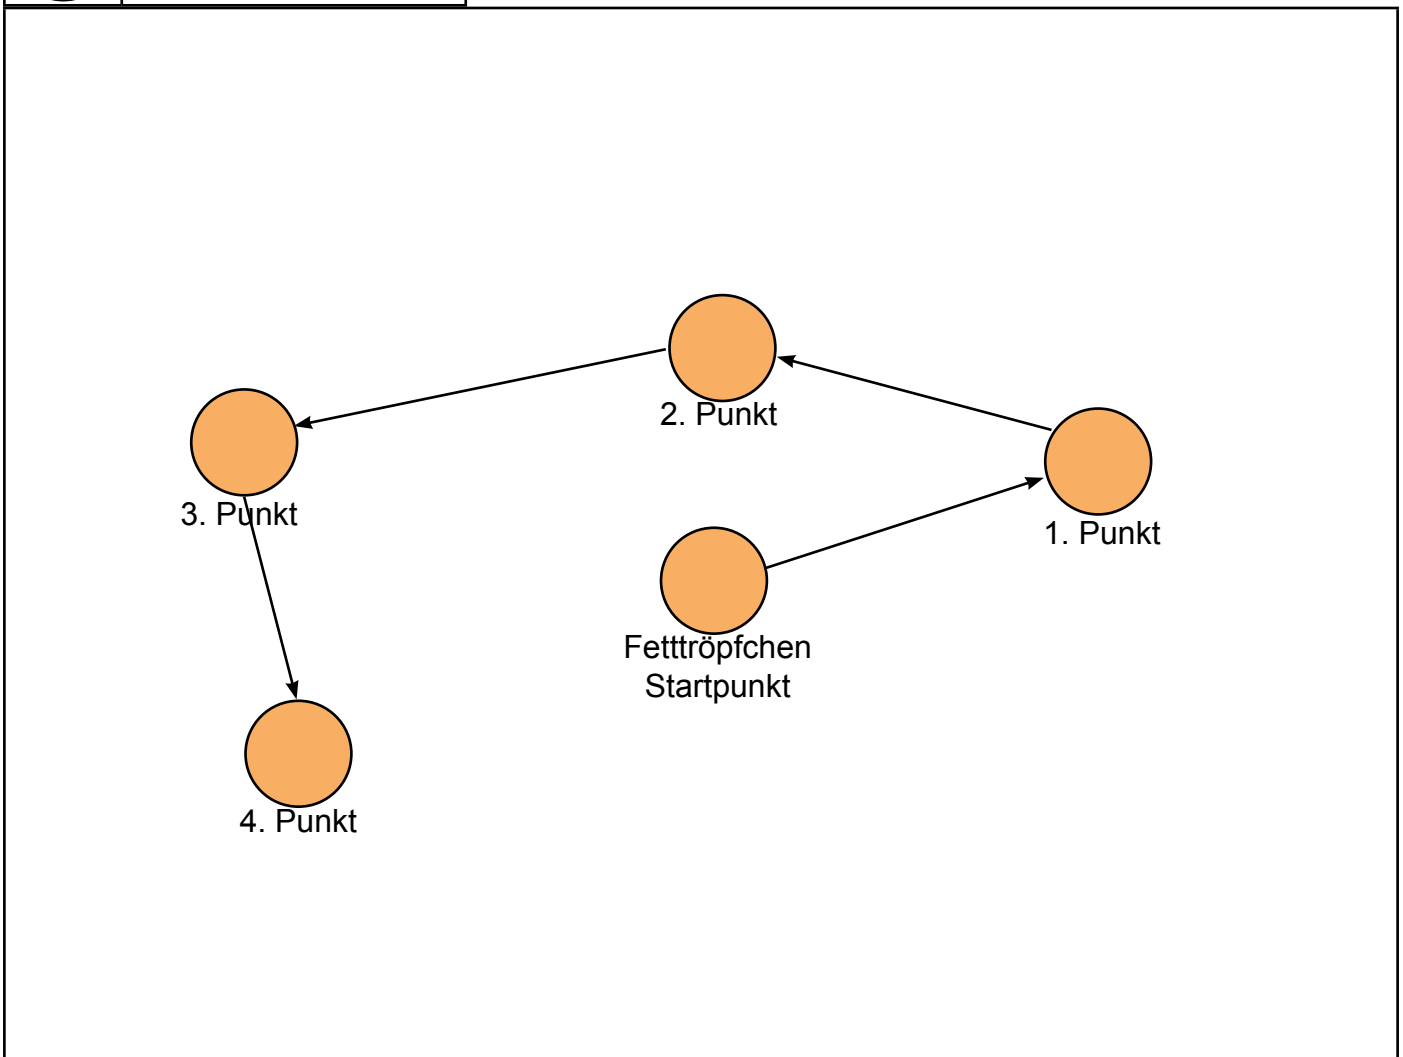 2. Punkt
3. Punkt
1. Punkt
Fetttröpfchen
Startpunkt
4. Punkt